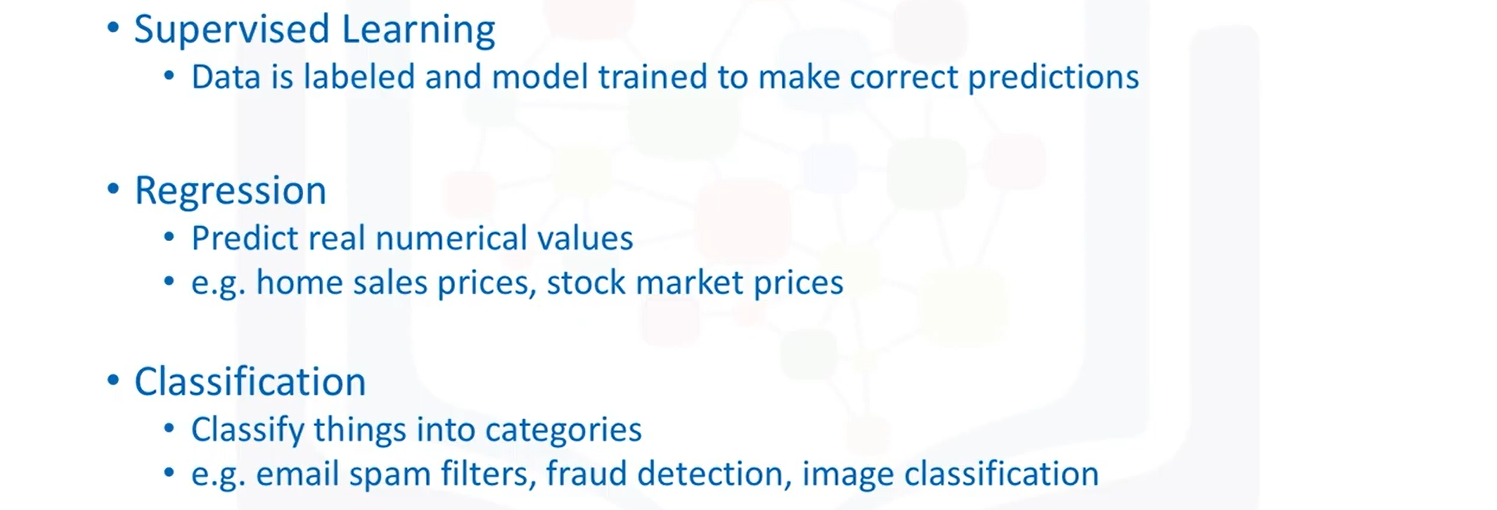 • Supervised Learning
• Data is labeled and model trained to make correct predictions
• Regression
• Predict real numerical values
• e.g. home sales prices, stock market prices
• Classification
• Classify things into categories
• e.g. email spam filters, fraud detection, image classification